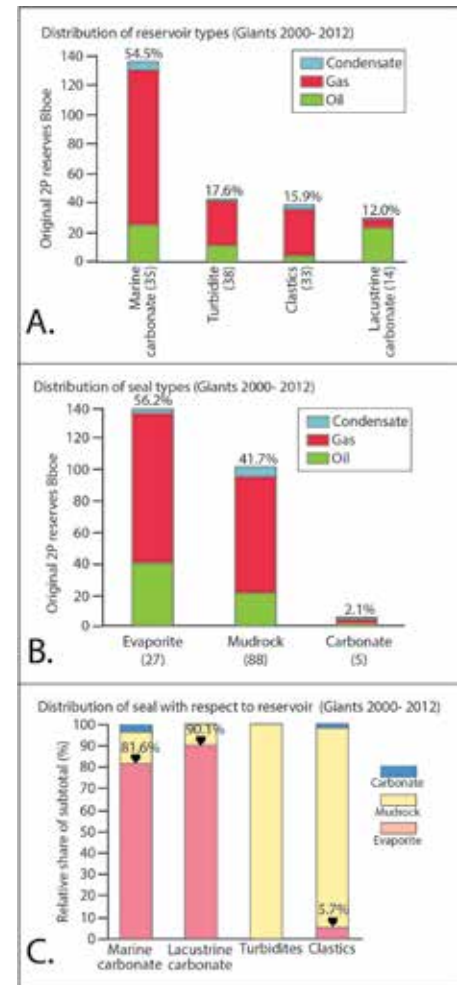 Distribution of reservoir types (Giants 2000- 2012)
54.5%
Condensate
Gas
Oil
140
120
100
80
60
40
20
0
Original 2P reserves Bboe
17.6%
15.9%
12.0%
Marine
carbonate (35)
Turbidite
(38)
Clastics
(33)
Lacustrine
carbonate (14)
A.
Distribution of seal types (Giants 2000- 2012)
56.2%
Condensate
Gas
Oil
140
120
100
80
60
40
20
0
Original 2P reserves Bboe
41.7%
2.1%
Evaporite
(27)
Mudrock
(88)
Carbonate
(5)
B.
Distribution of seal with respect to reservoir (Giants 2000- 2012)
100
90
80
70
60
50
40
30
20
10
0
Relative share of subtotal (%)
81.6%
90.1%
5.7%
Carbonate
Mudrock
Evaporite
Marine
carbonate
Lacustrine
carbonate
Turbidites
Clastics
C.